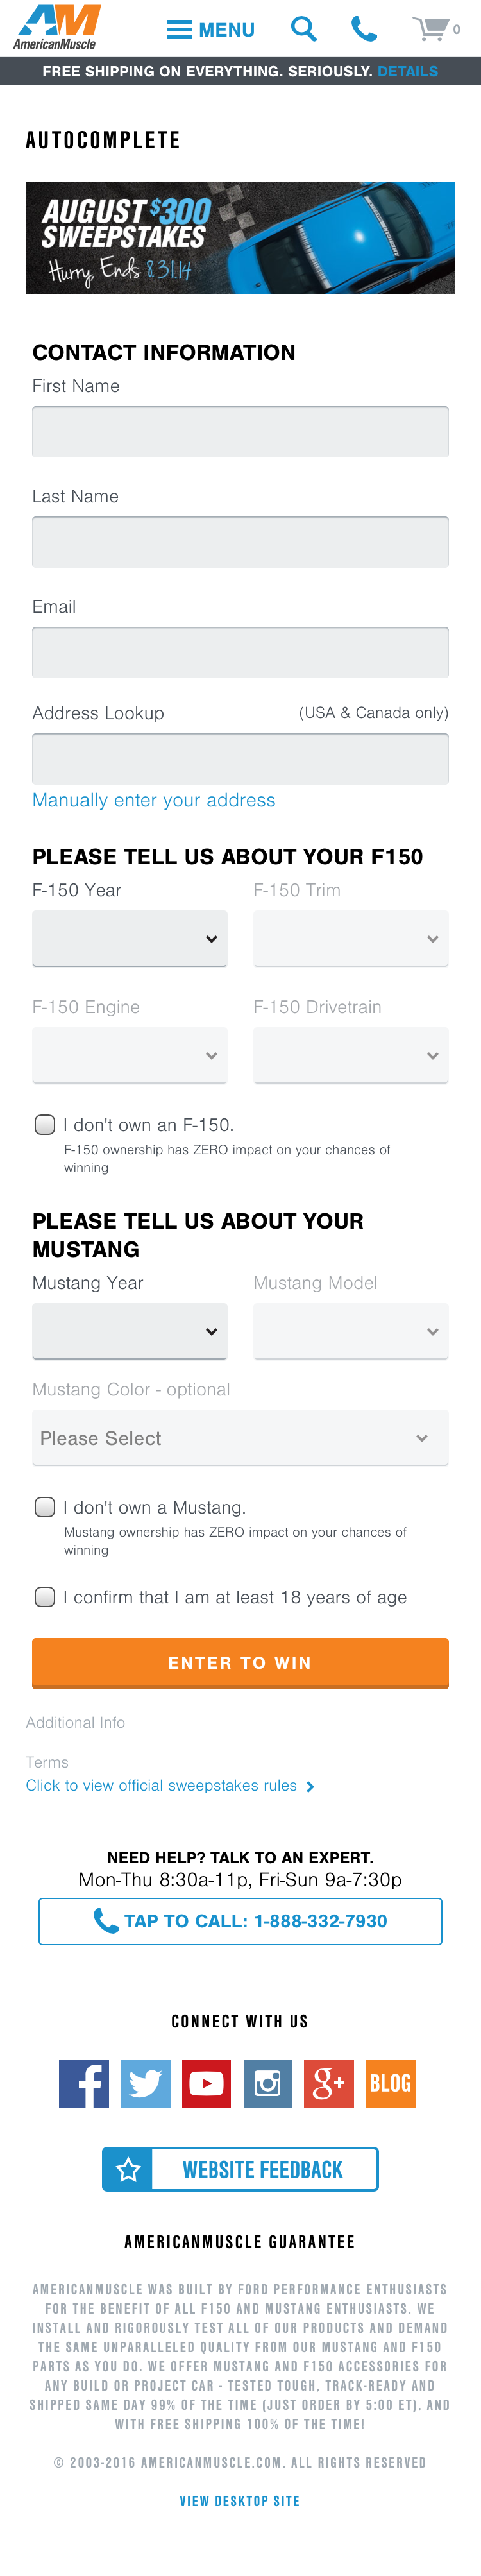 AM
AmericanMuscle
MENU
0
FREE SHIPPING ON EVERYTHING. SERIOUSLY. DETAILS
AUTOCOMPLETE
AUGUST $300
SWEEPSTAKES
Hurry, Ends 8.31.14
CONTACT INFORMATION
First Name
Last Name
Email
Address Lookup (USA & Canada only)
Manually enter your address
PLEASE TELL US ABOUT YOUR F150
F-150 Year F-150 Trim
F-150 Engine F-150 Drivetrain
I don't own an F-150.
F-150 ownership has ZERO impact on your chances of
winning
PLEASE TELL US ABOUT YOUR
MUSTANG
Mustang Year Mustang Model
Mustang Color - optional
Please Select
I don't own a Mustang.
Mustang ownership has ZERO impact on your chances of
winning
I confirm that I am at least 18 years of age
ENTER TO WIN
Additional Info
Terms
Click to view official sweepstakes rules
NEED HELP? TALK TO AN EXPERT.
Mon-Thu 8:30a-11p, Fri-Sun 9a-7:30p
TAP TO CALL: 1-888-332-7930
CONNECT WITH US
f g+ BLOG
WEBSITE FEEDBACK
AMERICANMUSCLE GUARANTEE
AMERICANMUSCLE WAS BUILT BY FORD PERFORMANCE ENTHUSIASTS
FOR THE BENEFIT OF ALL F150 AND MUSTANG ENTHUSIASTS. WE
INSTALL AND RIGOROUSLY TEST ALL OF OUR PRODUCTS AND DEMAND
THE SAME UNPARALLELED QUALITY FROM OUR MUSTANG AND F150
PARTS AS YOU DO. WE OFFER MUSTANG AND F150 ACCESSORIES FOR
ANY BUILD OR PROJECT CAR - TESTED TOUGH, TRACK-READY AND
SHIPPED SAME DAY 99% OF THE TIME (JUST ORDER BY 5:00 ET), AND
WITH FREE SHIPPING 100% OF THE TIME!
© 2003-2016 AMERICANMUSCLE.COM. ALL RIGHTS RESERVED
VIEW DESKTOP SITE